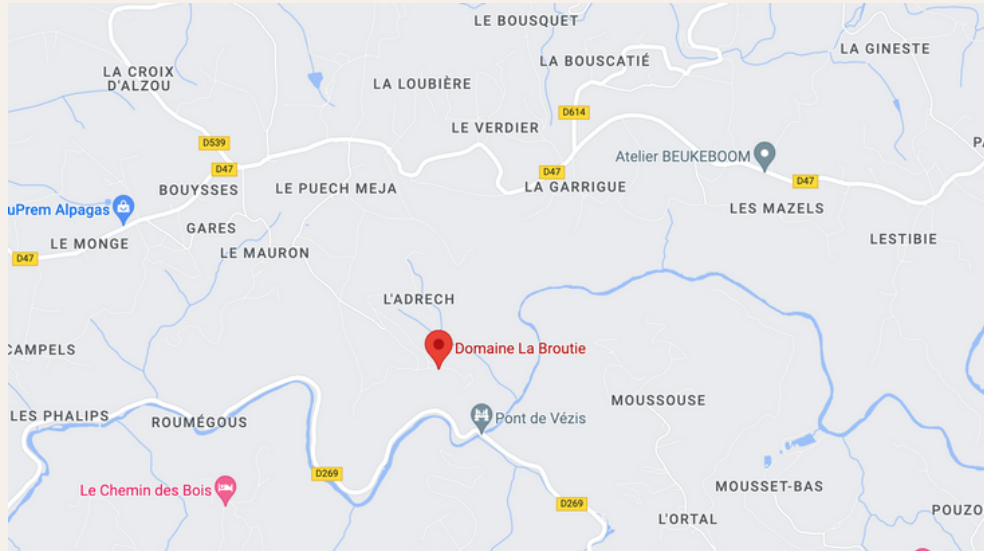 LE BOUSQUET
LA GINESTE
LA BOUSCATIÉ
LA CROIX
D'ALZOU
LA LOUBIÈRE
D614
LE VERDIER
D539
Atelier BEUKEBOOM
D47
D47
D47
BOUYSSES
LE PUECH MEJA
LA GARRIGUE
uPrem Alpagas
LES MAZELS
GARES
LE MONGE
LE MAURON
LESTIBIE
D47
L'ADRECH
Domaine La Broutie
CAMPELS
MOUSSOUSE
LES PHALIPS
ROUMÉGOUS
Pont de Vézis
D269
Le Chemin des Bois
MOUSSET-BAS
D269
L'ORTAL
POUZO